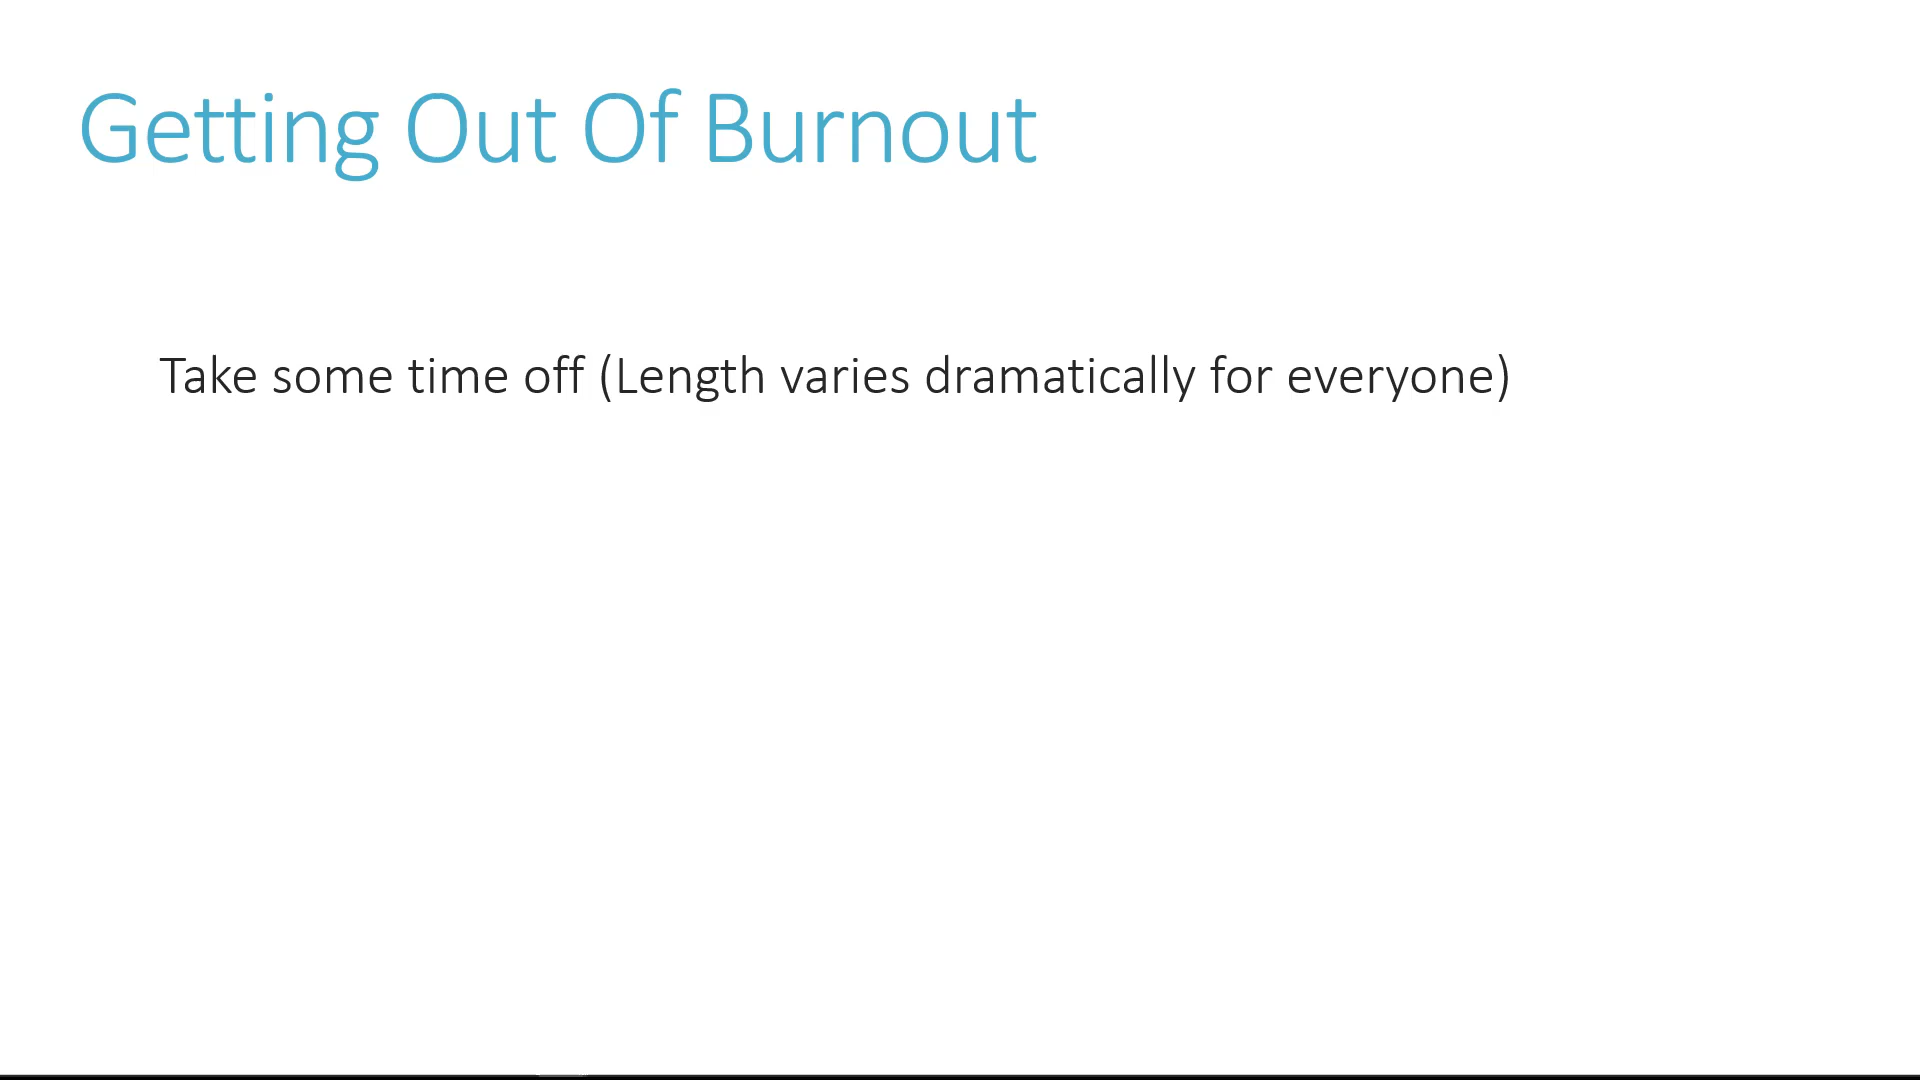 Getting Out Of Burnout
Take some time off (Length varies dramatically for everyone)